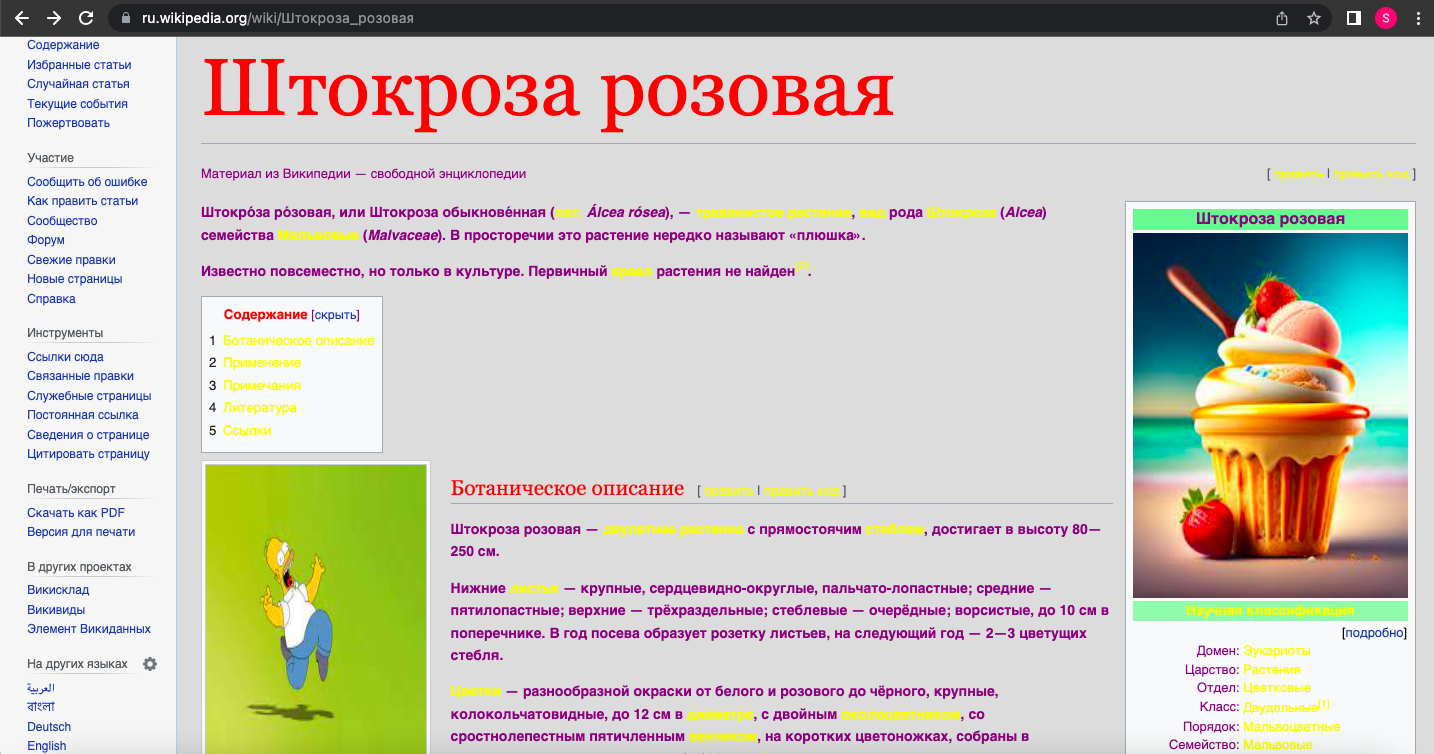 ru.wikipedia.org/wiki/Штокроза_розовая
S
Содержание
Избранные статьи
Случайная статья
Текущие события
Пожертвовать
Участие
Сообщить об ошибке
Как править статьи
Сообщество
Форум
Свежие правки
Новые страницы
Справка
Инструменты
Ссылки сюда
Связанные правки
Служебные страницы
Постоянная ссылка
Сведения о странице
Цитировать страницу
Печать/экспорт
Скачать как PDF
Версия для печати
В других проектах
Викисклад
Викивиды
Элемент Викиданных
На других языках
العربية
বাংলা
Deutsch
English
Штокроза розовая
Материал из Википедии — свободной энциклопедии
[ править | править код ]
Штокро́за ро́зовая, или Штокроза обыкнове́нная (лат. Álcea rósea), — травянистое растение, вид рода Штокроза (Alcea)
семейства Мальвовые (Malvaceae). В просторечии это растение нередко называют «плюшка».
Известно повсеместно, но только в культуре. Первичный ареал растения не найден[2].
Содержание [скрыть]
1 Ботаническое описание
2 Применение
3 Примечания
4 Литература
5 Ссылки
Ботаническое описание [ править | править код ]
Штокроза розовая — двулетнее растение с прямостоячим стеблем, достигает в высоту 80—
250 см.
Нижние листья — крупные, сердцевидно-округлые, пальчато-лопастные; средние —
пятилопастные; верхние — трёхраздельные; стеблевые — очерёдные; ворсистые, до 10 см в
поперечнике. В год посева образует розетку листьев, на следующий год — 2—3 цветущих
стебля.
Цветки — разнообразной окраски от белого и розового до чёрного, крупные,
колокольчатовидные, до 12 см в диаметре, с двойным околоцветником, со
сростнолепестным пятичленным венчиком, на коротких цветоножках, собраны в
Штокроза розовая
Научная классификация
[подробно]
Домен: Эукариоты
Царство: Растения
Отдел: Цветковые
Класс: Двудольные[1]
Порядок: Мальвоцветные
Семейство: Мальвовые